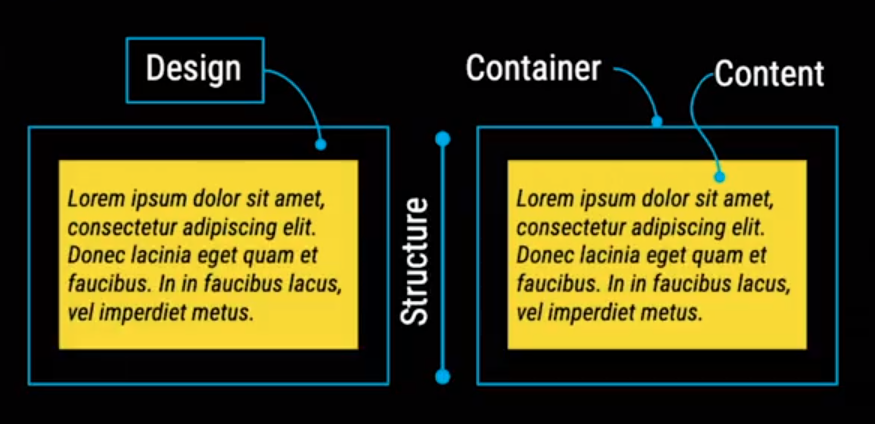 Design
Lorem ipsum dolor sit amet,
consectetur adipiscing elit.
Donec lacinia eget quam et
faucibus. In in faucibus lacus,
vel imperdiet metus.
Structure
Container
Content
Lorem ipsum dolor sit amet,
consectetur adipiscing elit.
Donec lacinia eget quam et
faucibus. In in faucibus lacus,
vel imperdiet metus.